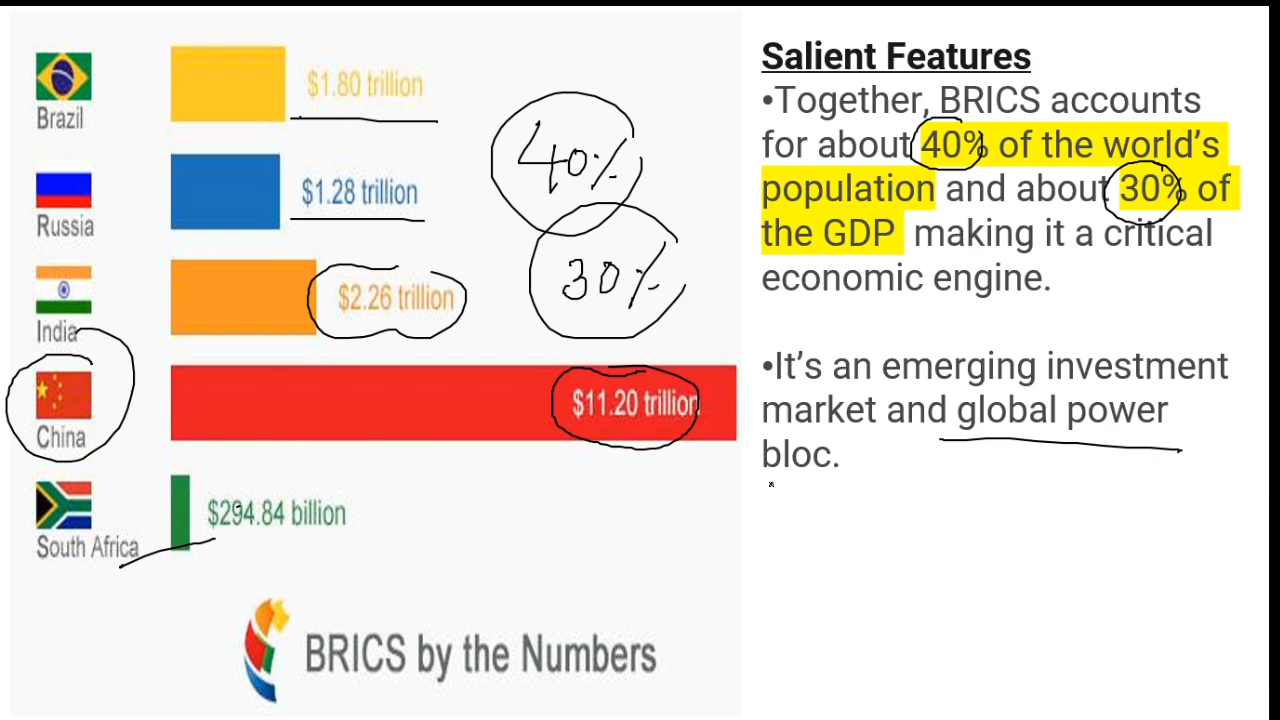 Brazil
$1.80 trillion
Russia
$1.28 trillion
India
$2.26 trillion
China
$11.20 trillion
South Africa
$294.84 billion
40%
30%
BRICS by the Numbers
Salient Features
•Together, BRICS accounts
for about 40% of the world’s
population and about 30% of
the GDP making it a critical
economic engine.
•It’s an emerging investment
market and global power
bloc.